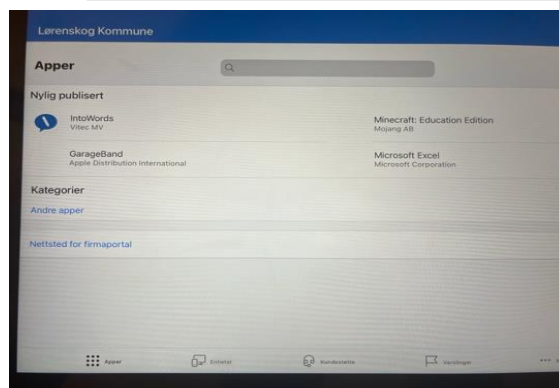 Lørenskog Kommune
Apper
Nylig publisert
IntoWords
Vitec MV
Minecraft: Education Edition
Mojang AB
GarageBand
Apple Distribution International
Microsoft Excel
Microsoft Corporation
Kategorier
Andre apper
Nettsted for firmaportal
Apper
Enheter
Kundestøtte
Varslinger